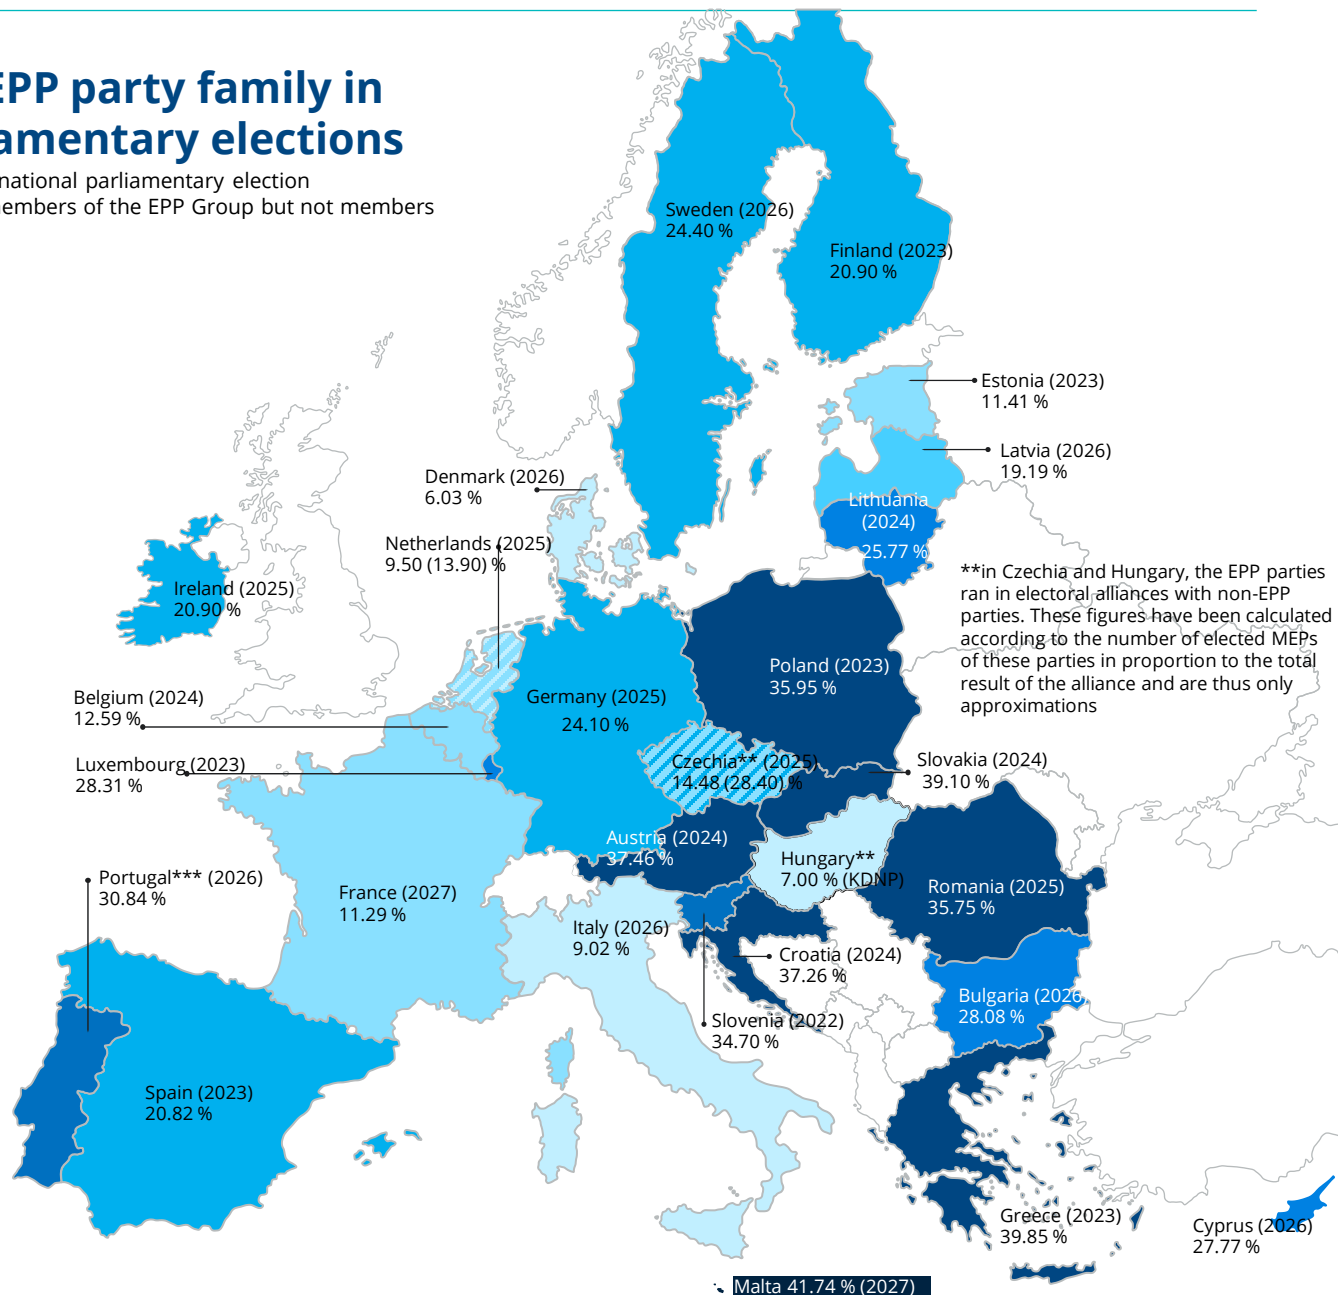 EPP party family in
amentary elections
national parliamentary election
embers of the EPP Group but not members
Sweden (2026)
24.40 %
Finland (2023)
20.90 %
Estonia (2023)
11.41 %
Latvia (2026)
19.19 %
Denmark (2026)
6.03 %
Lithuania
(2024)
25.77 %
Netherlands (2025)
9.50 (13.90) %
Ireland (2025)
20.90 %
**in Czechia and Hungary, the EPP parties
ran in electoral alliances with non-EPP
parties. These figures have been calculated
according to the number of elected MEPs
of these parties in proportion to the total
result of the alliance and are thus only
approximations
Poland (2023)
35.95 %
Germany (2025)
24.10 %
Belgium (2024)
12.59 %
Luxembourg (2023)
28.31 %
Czechia** (2025)
14.48 (28.40) %
Slovakia (2024)
39.10 %
Austria (2024)
37.46 %
Hungary**
7.00 % (KDNP)
Portugal*** (2026)
30.84 %
France (2027)
11.29 %
Romania (2025)
35.75 %
Italy (2026)
9.02 %
Croatia (2024)
37.26 %
Bulgaria (2026)
28.08 %
Slovenia (2022)
34.70 %
Spain (2023)
20.82 %
Greece (2023)
39.85 %
Cyprus (2026)
27.77 %
Malta 41.74 % (2027)